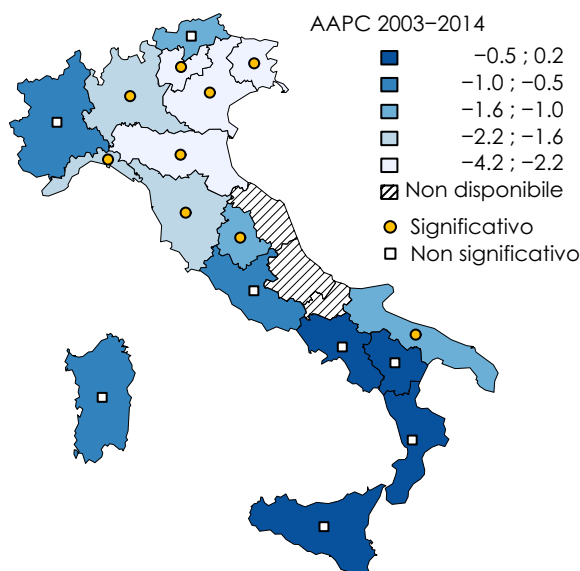 AAPC 2003−2014
−0.5 ; 0.2
−1.0 ; −0.5
−1.6 ; −1.0
−2.2 ; −1.6
−4.2 ; −2.2
Non disponibile
Significativo
Non significativo